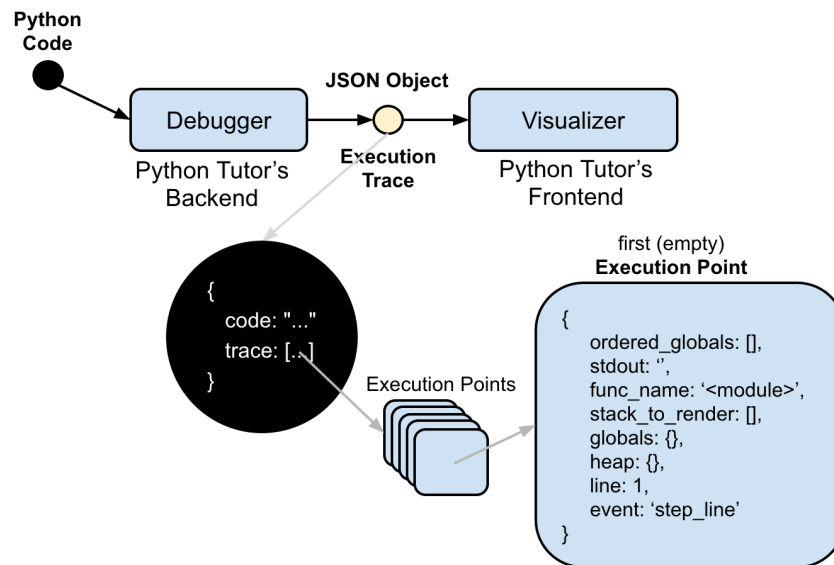 Python
Code
JSON Object
Debugger
Visualizer
Execution
Trace
Python Tutor's
Backend
Python Tutor's
Frontend
first (empty)
Execution Point
{
code: "..."
trace: [...]
}
Execution Points
{
ordered_globals: [],
stdout: ‘’,
func_name: ‘<module>’,
stack_to_render: [],
globals: {},
heap: {},
line: 1,
event: ‘step_line’
}